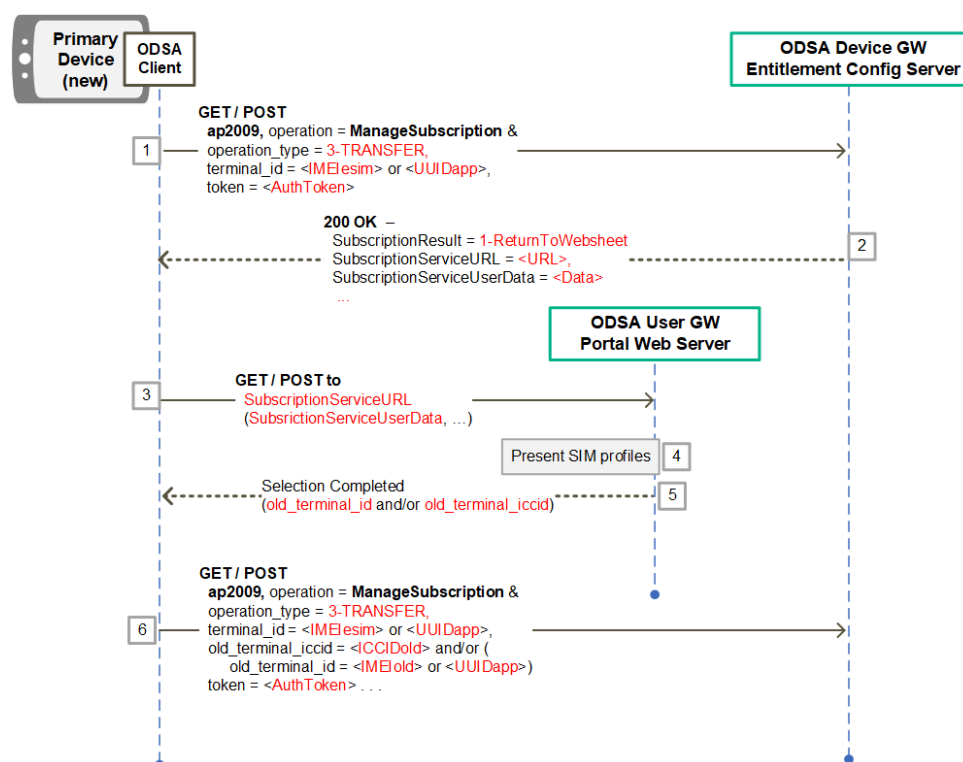 Primary
Device
(new)
ODSA
Client
ODSA Device GW
Entitlement Config Server
GET / POST
ap2009, operation = ManageSubscription &
operation_type = 3-TRANSFER,
terminal_id = <IMEIesim> or <UUIDapp>,
token = <AuthToken>
1
200 OK –
SubscriptionResult = 1-ReturnToWebsheet
SubscriptionServiceURL = <URL>,
SubscriptionServiceUserData = <Data>
...
2
ODSA User GW
Portal Web Server
GET / POST to
SubscriptionServiceURL
(SubsrictionServiceUserData, ...)
3
Present SIM profiles
4
Selection Completed
(old_terminal_id and/or old_terminal_iccid)
5
GET / POST
ap2009, operation = ManageSubscription &
operation_type = 3-TRANSFER,
terminal_id = <IMEIesim> or <UUIDapp>,
old_terminal_iccid = <ICCIDold> and/or (
old_terminal_id = <IMEIold> or <UUIDapp>)
token = <AuthToken> . . .
6